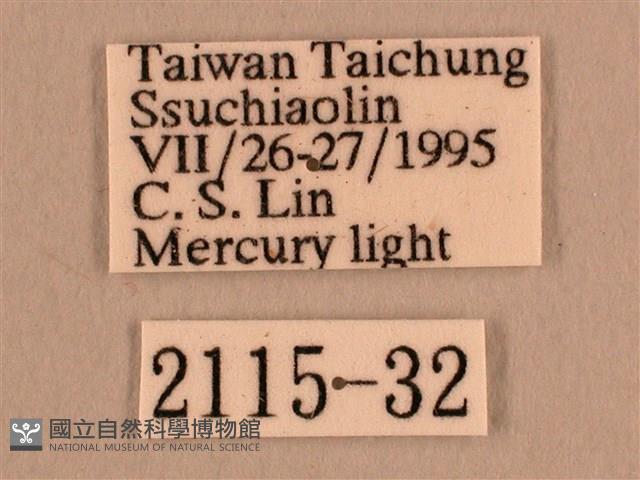 Taiwan Taichung
Ssuchiaolin
VII/26-27/1995
C. S. Lin
Mercury light
2115-32
國立自然科學博物館
NATIONAL MUSEUM OF NATURAL SCIENCE